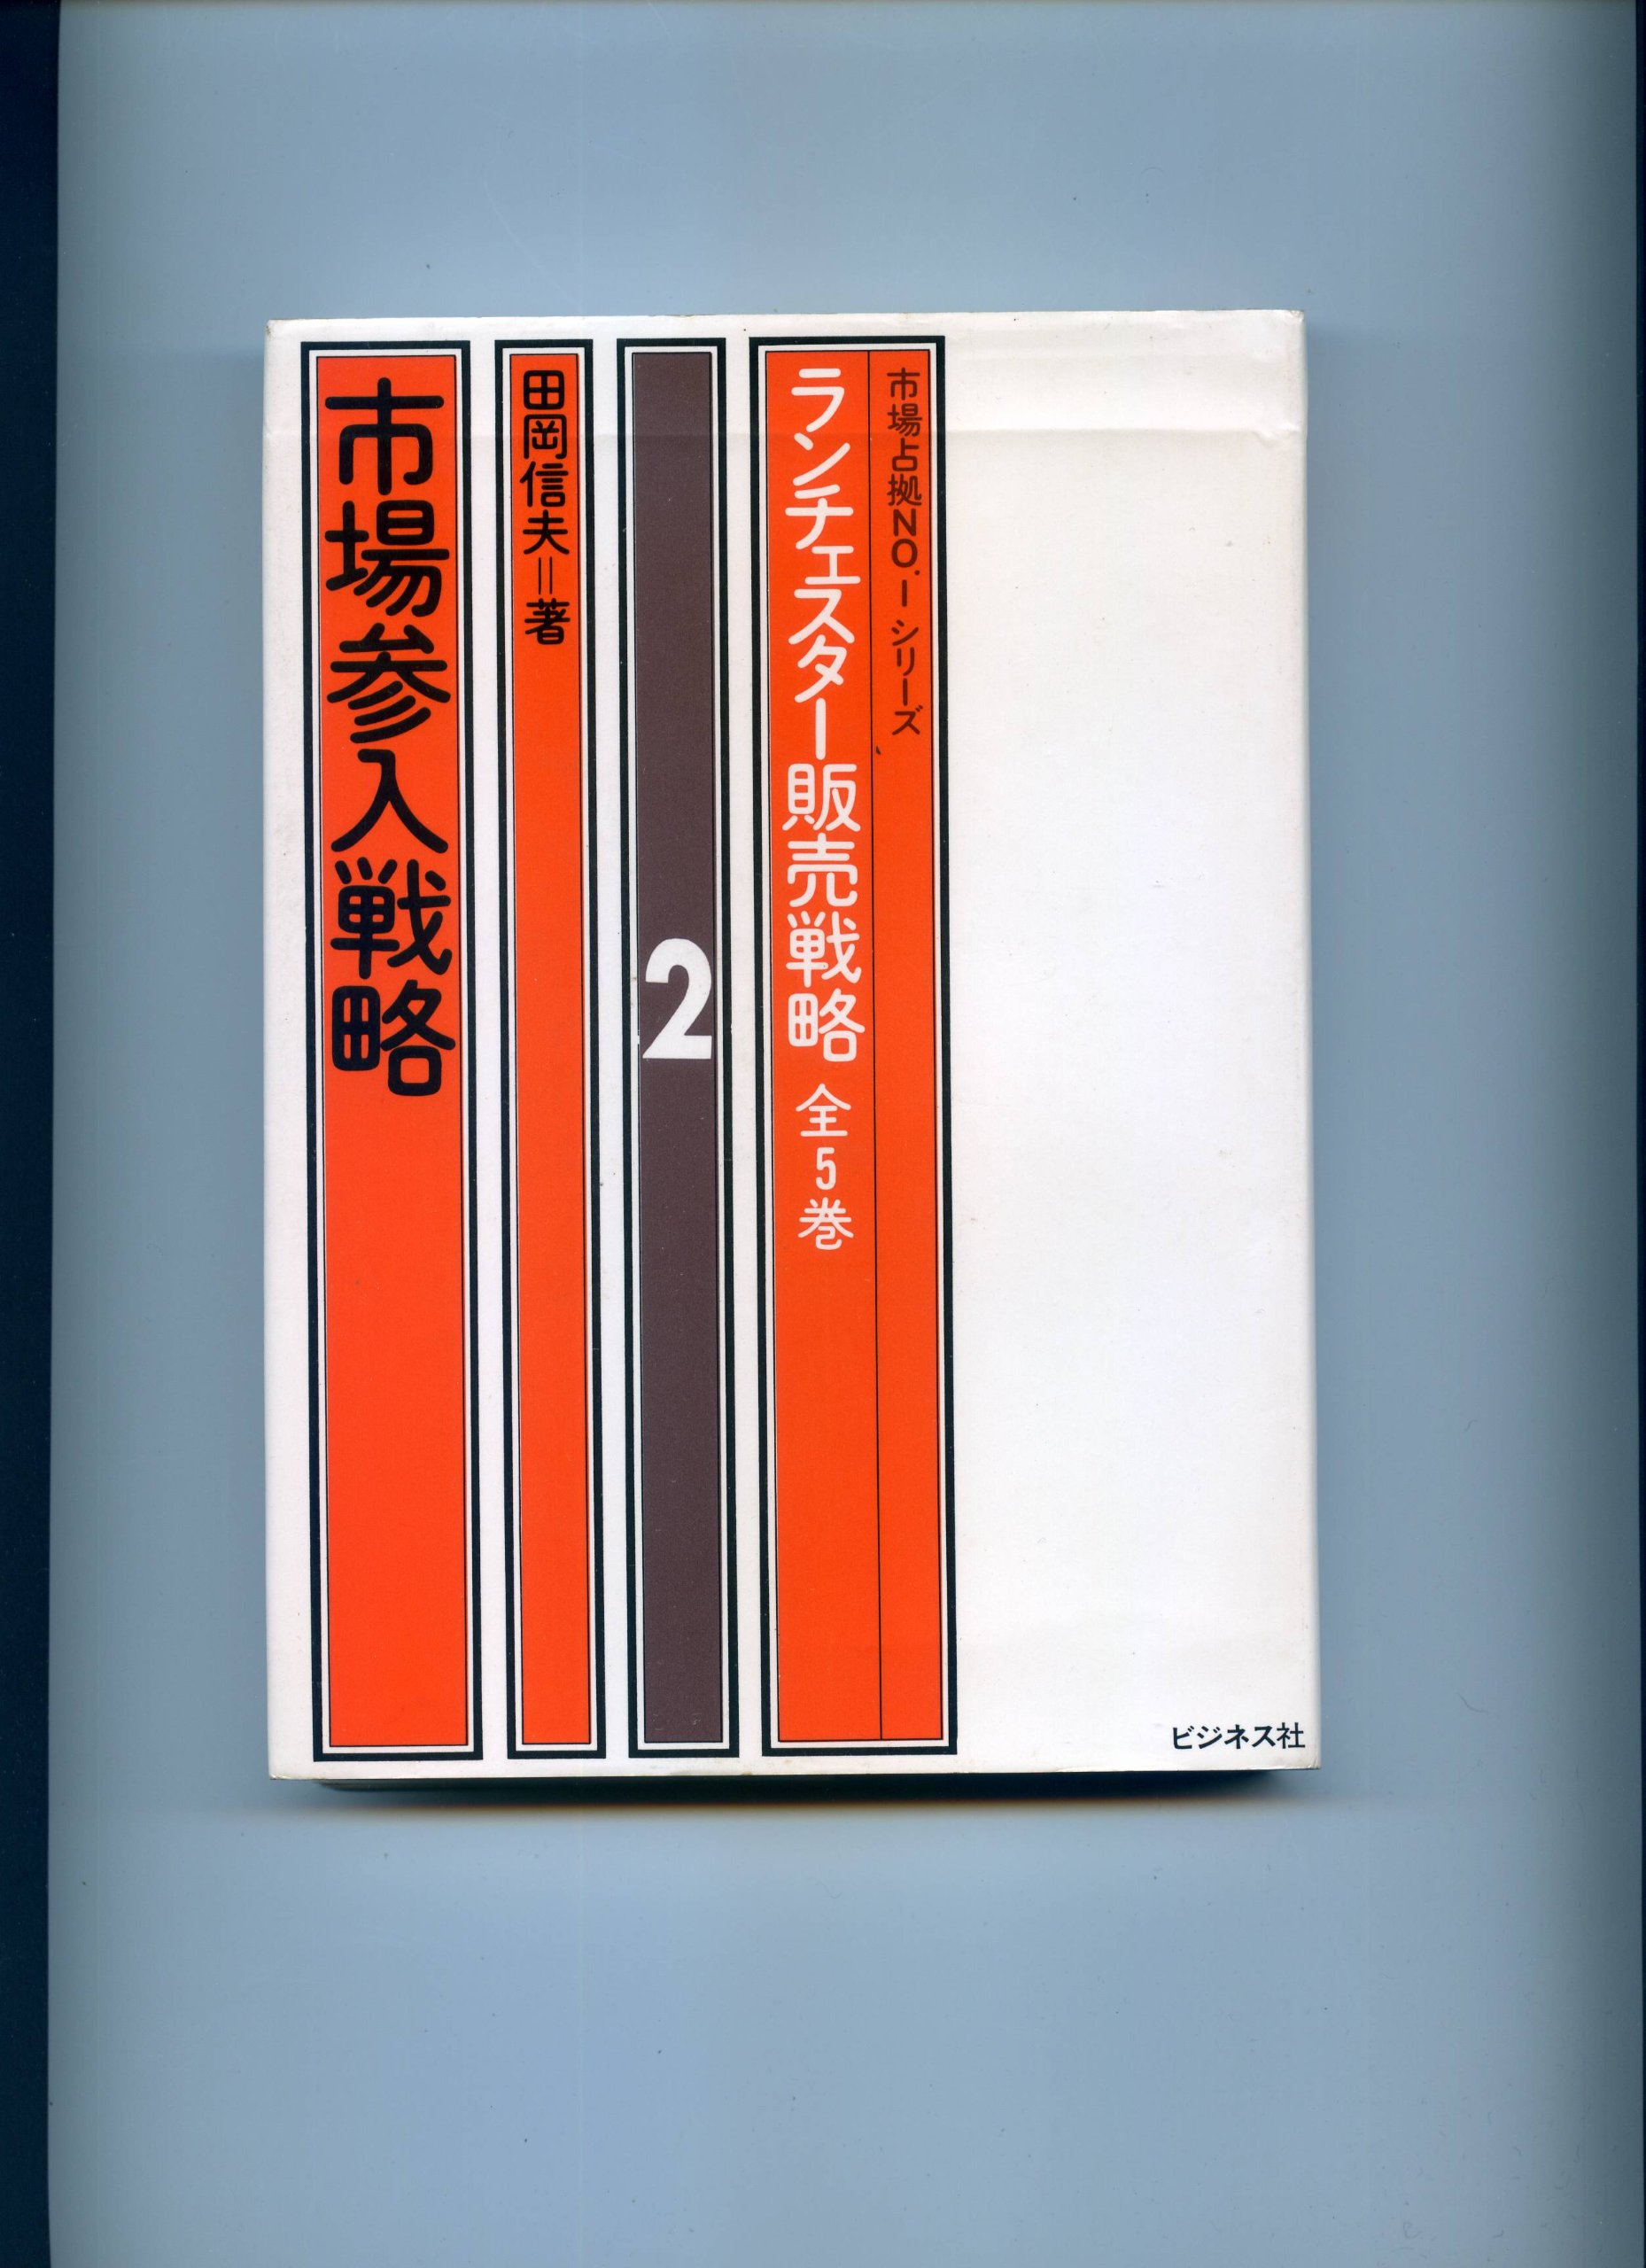 市場占拠NO.1シリーズ
ランチェスター販売戦略 全5巻
2
田岡信夫=著
市場参入戦略
ビジネス社